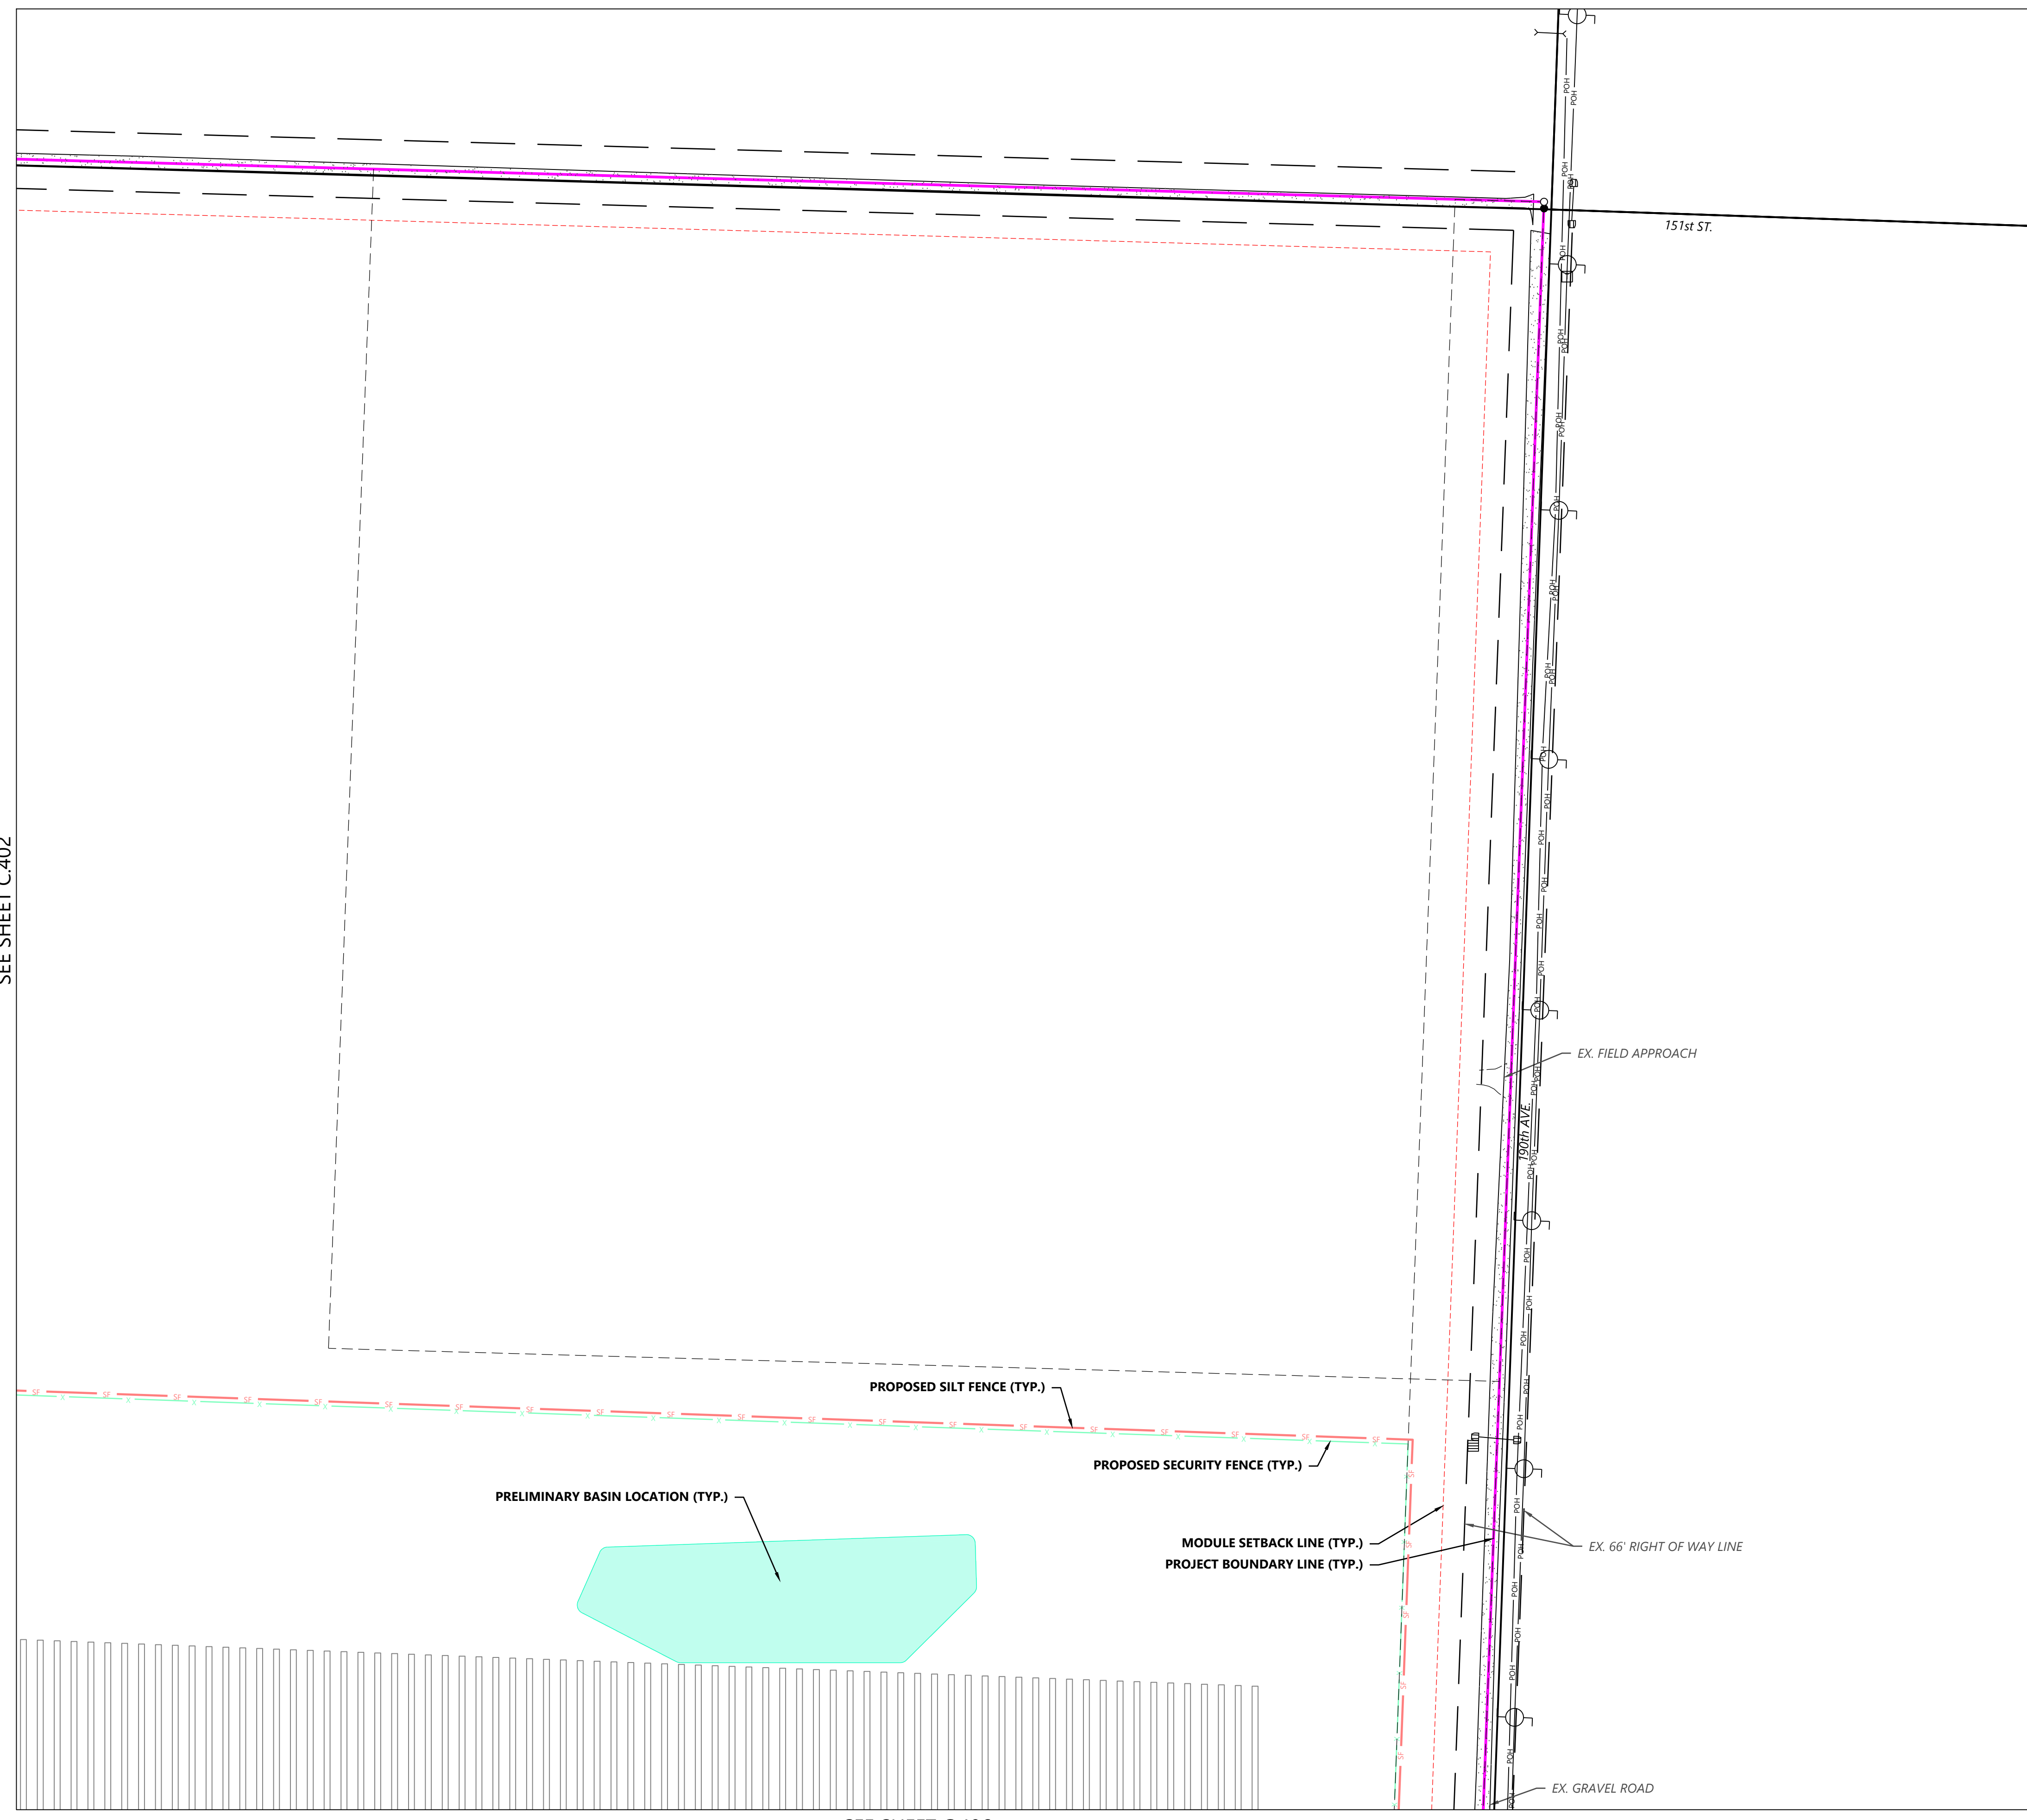 151st ST.
SEE SHEET C.402
EX. FIELD APPROACH
190th AVE.
PROPOSED SILT FENCE (TYP.)
PROPOSED SECURITY FENCE (TYP.)
PRELIMINARY BASIN LOCATION (TYP.)
MODULE SETBACK LINE (TYP.)
PROJECT BOUNDARY LINE (TYP.)
EX. 66' RIGHT OF WAY LINE
EX. GRAVEL ROAD
POH
SF
X